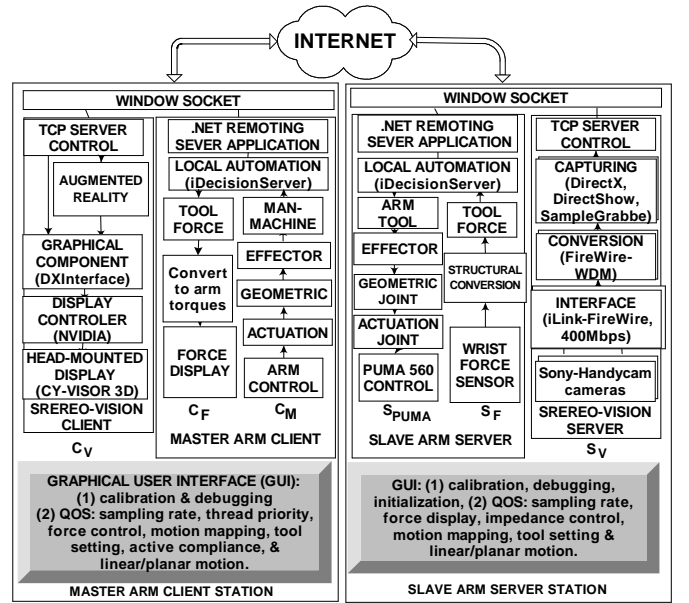 INTERNET
WINDOW SOCKET
TCP SERVER
CONTROL
AUGMENTED
REALITY
GRAPHICAL
COMPONENT
(DXInterface)
DISPLAY
CONTROLER
(NVIDIA)
HEAD-MOUNTED
DISPLAY
(CY-VISOR 3D)
SREREO-VISION
CLIENT
CV
.NET REMOTING
SEVER APPLICATION
LOCAL AUTOMATION
(iDecisionServer)
TOOL
FORCE
Convert
to arm
torques
FORCE
DISPLAY
CF
MAN-
MACHINE
EFFECTOR
GEOMETRIC
ACTUATION
ARM
CONTROL
CM
MASTER ARM CLIENT
GRAPHICAL USER INTERFACE (GUI):
(1) calibration & debugging
(2) QOS: sampling rate, thread priority,
force control, motion mapping, tool
setting, active compliance, &
linear/planar motion.
MASTER ARM CLIENT STATION
WINDOW SOCKET
.NET REMOTING
SEVER APPLICATION
LOCAL AUTOMATION
(iDecisionServer)
ARM
TOOL
EFFECTOR
GEOMETRIC
JOINT
ACTUATION
JOINT
PUMA 560
CONTROL
SPUMA
TOOL
FORCE
STRUCTURAL
CONVERSION
WRIST
FORCE
SENSOR
SF
SLAVE ARM SERVER
TCP SERVER
CONTROL
CAPTURING
(DirectX,
DirectShow,
SampleGrabbe)
CONVERSION
(FireWire-
WDM)
INTERFACE
(iLink-FireWire,
400Mbps)
Sony-Handycam
cameras
SREREO-VISION
SERVER
SV
GUI: (1) calibration, debugging,
initialization, (2) QOS: sampling rate,
force display, impedance control,
motion mapping, tool setting &
linear/planar motion.
SLAVE ARM SERVER STATION